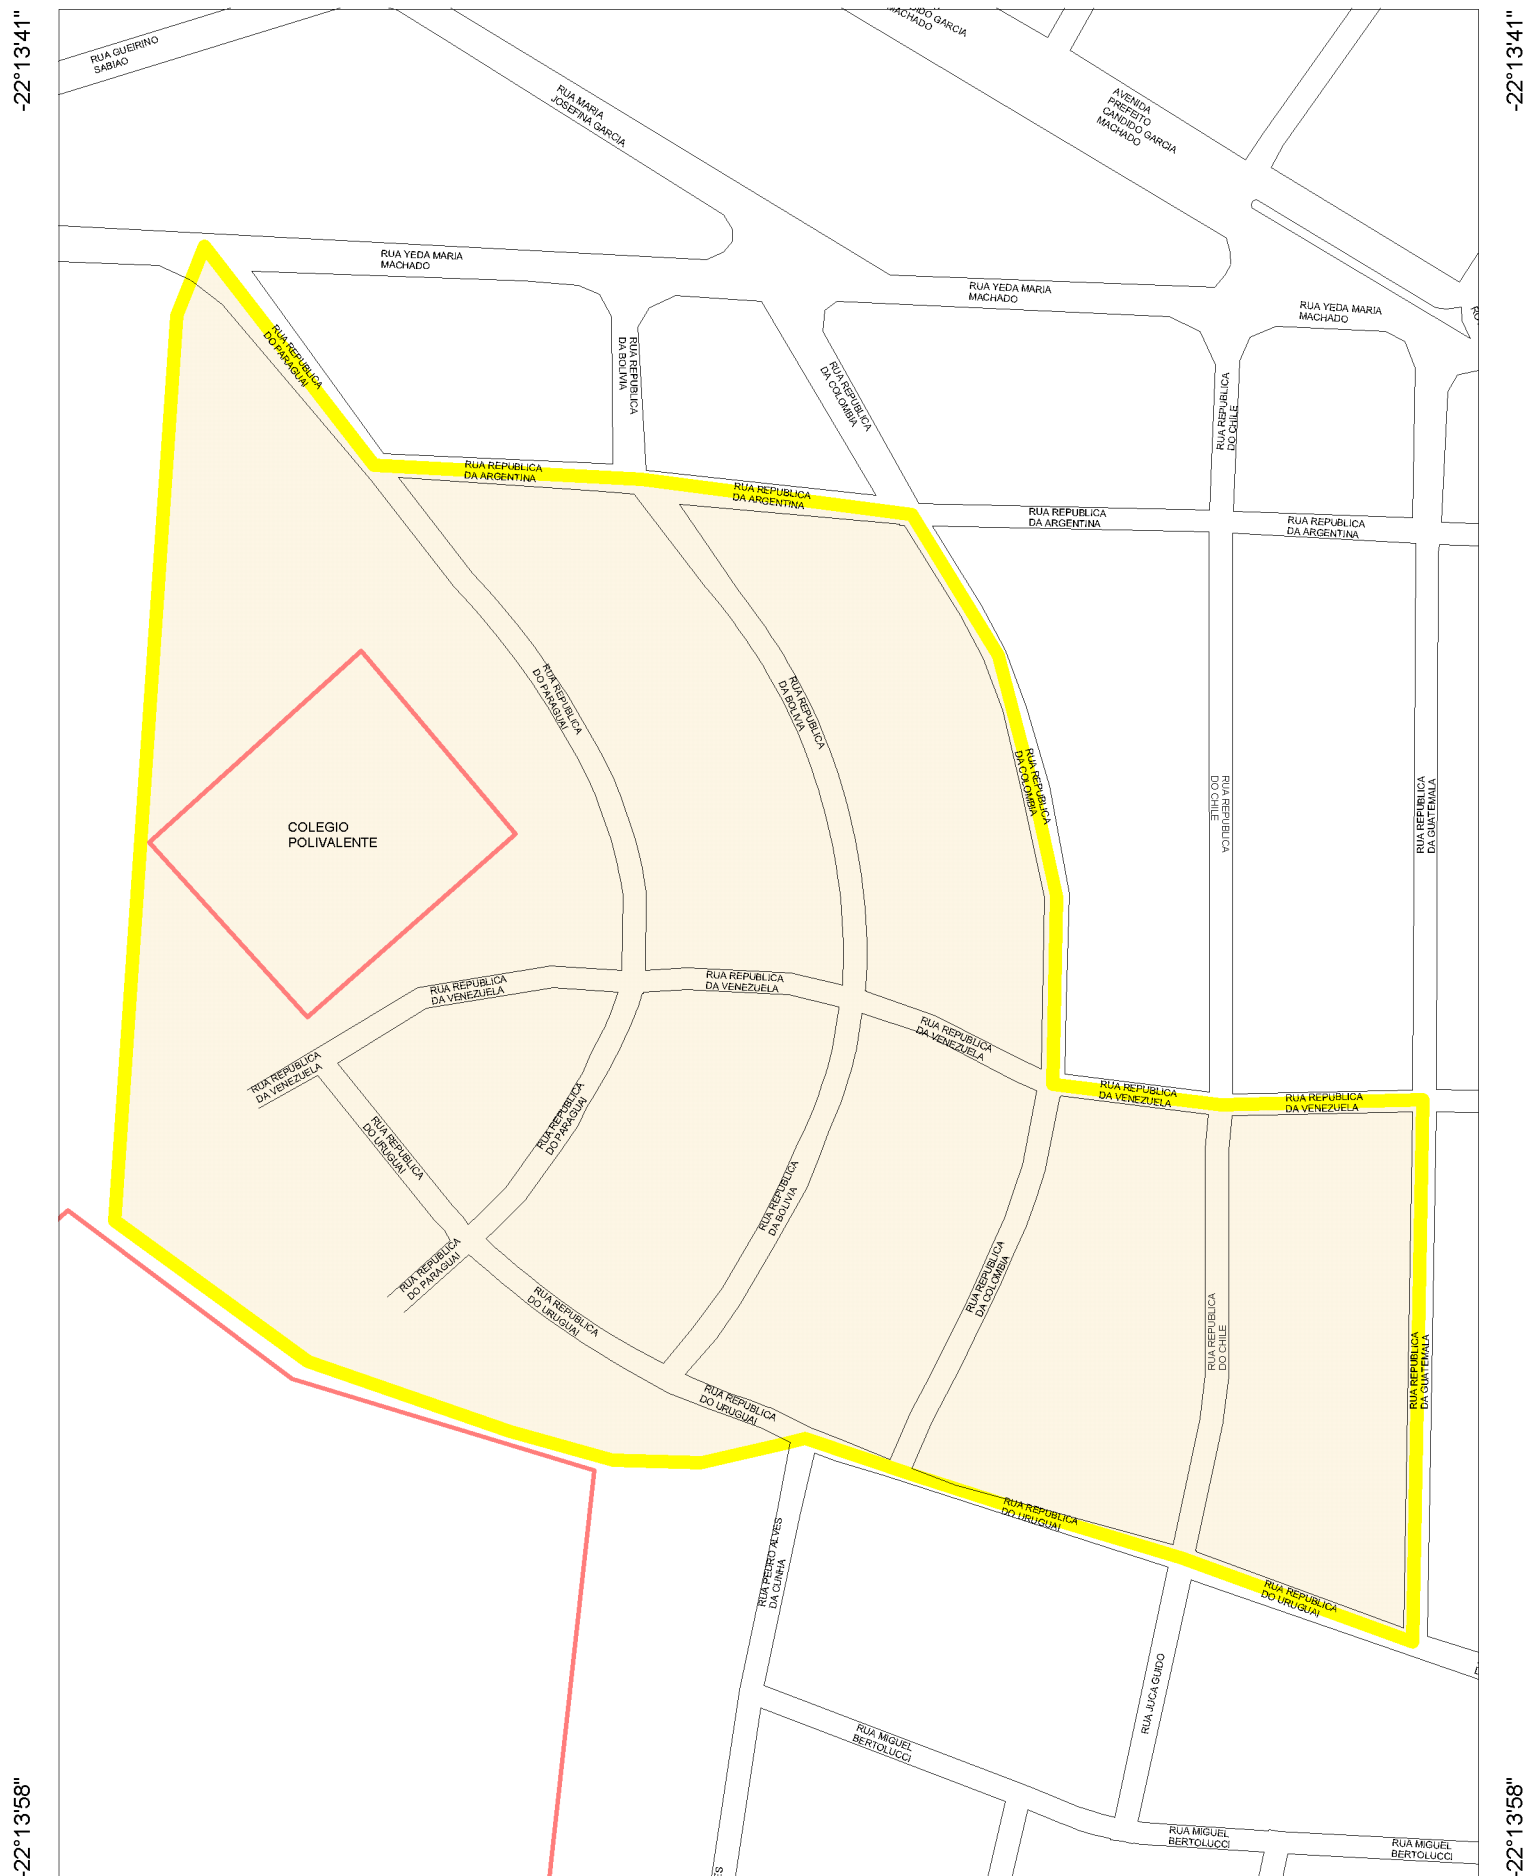 -22°13'41"
-22°13'41"
CANDIDO GARCIA
MACHADO
RUA GUEIRINO
SABIAO
RUA MARIA
JOSEFINA GARCIA
AVENIDA
PREFEITO
CANDIDO GARCIA
MACHADO
RUA YEDA MARIA
MACHADO
RUA YEDA MARIA
MACHADO
RUA YEDA MARIA
MACHADO
RUA REPUBLICA
DO PARAGUAI
RUA REPUBLICA
DA BOLIVIA
RUA REPUBLICA
DA COLOMBIA
RUA REPUBLICA
DO CHILE
RUA REPUBLICA
DA ARGENTINA
RUA REPUBLICA
DA ARGENTINA
RUA REPUBLICA
DA ARGENTINA
RUA REPUBLICA
DA ARGENTINA
RUA REPUBLICA
DO PARAGUAI
RUA REPUBLICA
DA BOLIVIA
RUA REPUBLICA
DA COLOMBIA
RUA REPUBLICA
DO CHILE
RUA REPUBLICA
DA GUATEMALA
COLEGIO
POLIVALENTE
RUA REPUBLICA
DA VENEZUELA
RUA REPUBLICA
DA VENEZUELA
RUA REPUBLICA
DA VENEZUELA
RUA REPUBLICA
DA VENEZUELA
RUA REPUBLICA
DA VENEZUELA
RUA REPUBLICA
DA VENEZUELA
RUA REPUBLICA
DO URUGUAI
RUA REPUBLICA
DO PARAGUAI
RUA REPUBLICA
DA BOLIVIA
RUA REPUBLICA
DO PARAGUAI
RUA REPUBLICA
DA COLOMBIA
RUA REPUBLICA
DO URUGUAI
RUA REPUBLICA
DO CHILE
RUA REPUBLICA
DA GUATEMALA
RUA REPUBLICA
DO URUGUAI
RUA REPUBLICA
DO URUGUAI
RUA PEDRO ALVES
DA CUNHA
RUA REPUBLICA
DO URUGUAI
RUA JUCA GUIDO
RUA MIGUEL
BERTOLUCCI
RUA MIGUEL
BERTOLUCCI
RUA MIGUEL
BERTOLUCCI
-22°13'58"
-22°13'58"